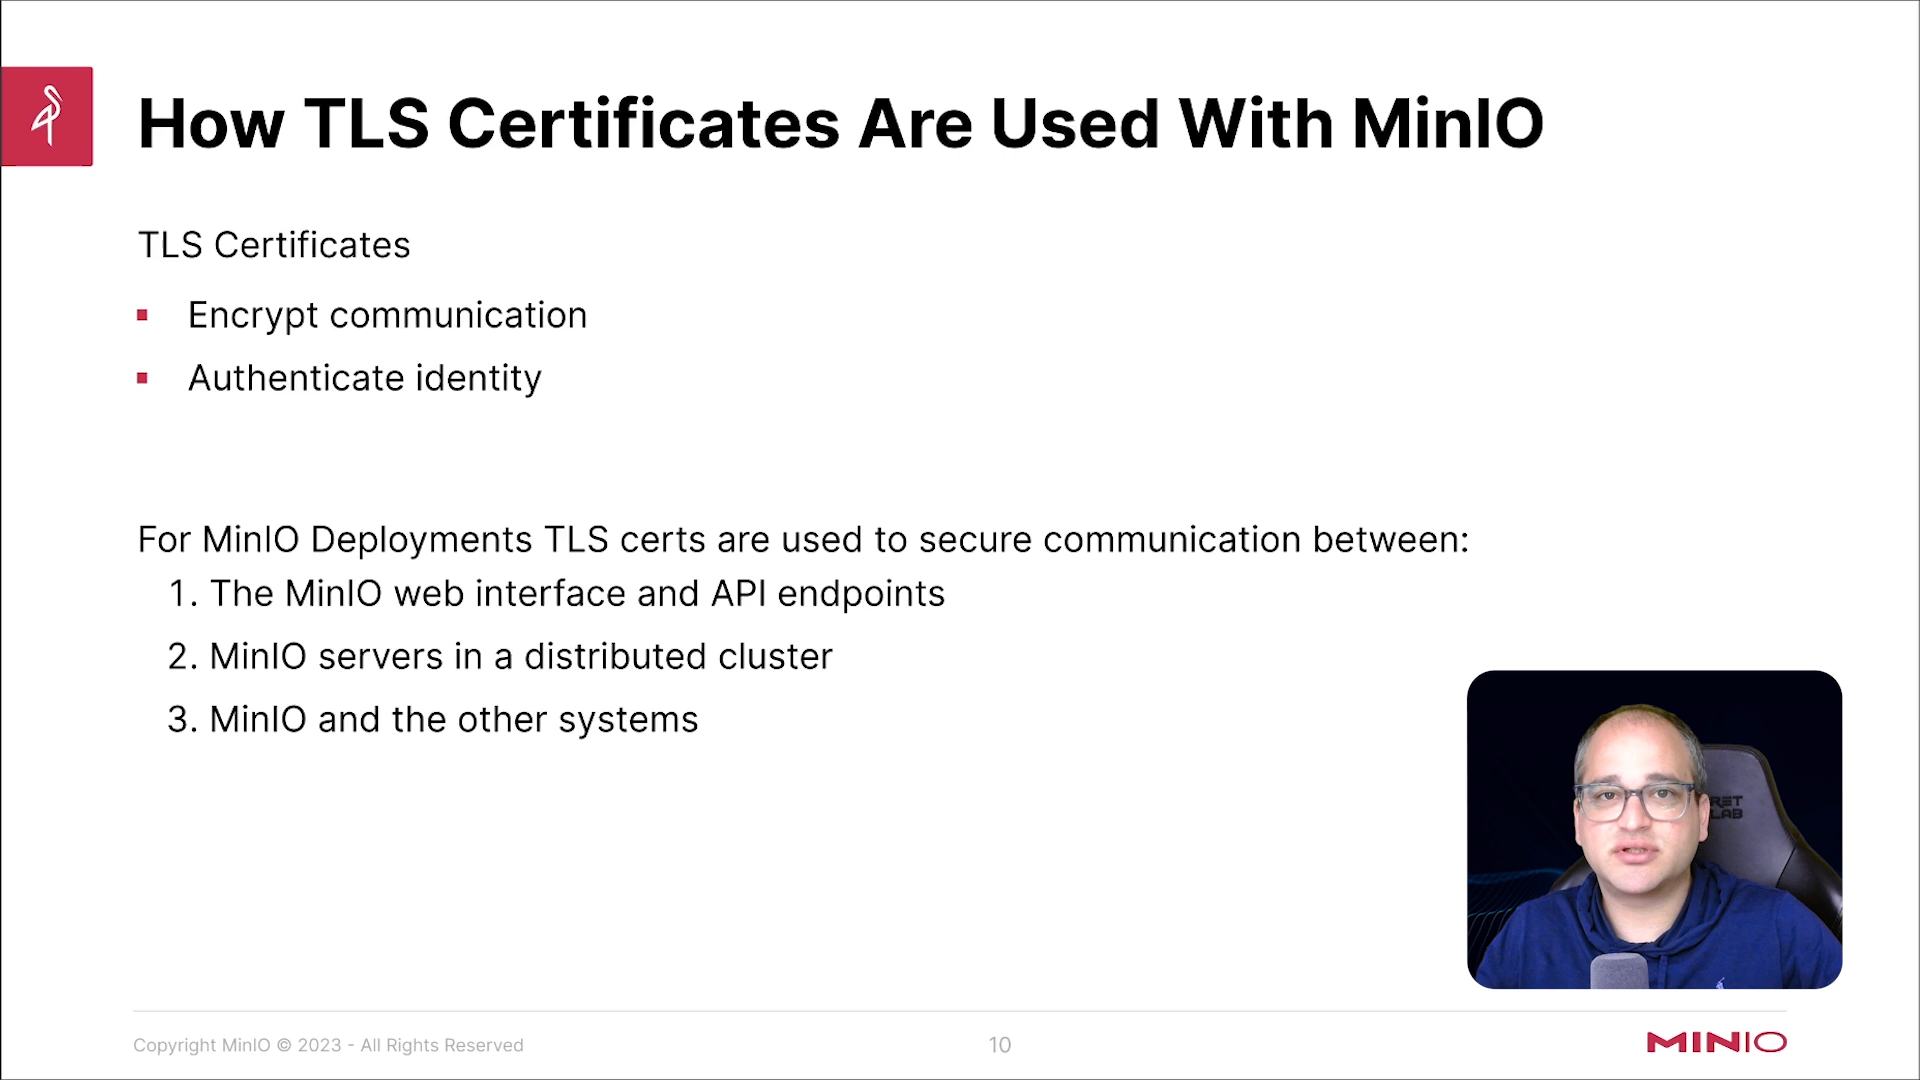 How TLS Certificates Are Used With MinIO
TLS Certificates
▪ Encrypt communication
▪ Authenticate identity
For MinIO Deployments TLS certs are used to secure communication between:
1. The MinIO web interface and API endpoints
2. MinIO servers in a distributed cluster
3. MinIO and the other systems
RET
LAB
Copyright MinIO © 2023 - All Rights Reserved
10
MINIO